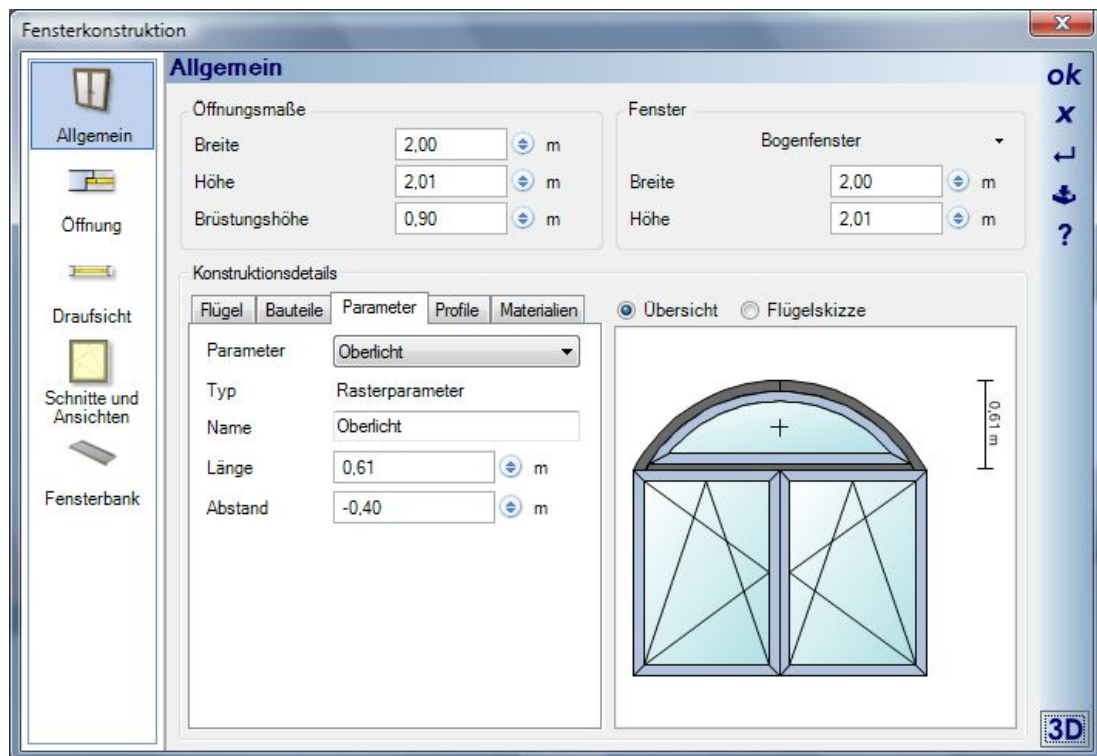 Fensterkonstruktion
Allgemein
Öffnung
Draufsicht
Schnitte und
Ansichten
Fensterbank
Allgemein
Öffnungsmaße
Breite 2,00 m
Höhe 2,01 m
Brüstungshöhe 0,90 m
Fenster
Bogenfenster
Breite 2,00 m
Höhe 2,01 m
Konstruktionsdetails
Flügel Bauteile Parameter Profile Materialien
Parameter Oberlicht
Typ Rasterparameter
Name Oberlicht
Länge 0,61 m
Abstand -0,40 m
Übersicht Flügelskizze
0,61 m
ok
x
?
3D